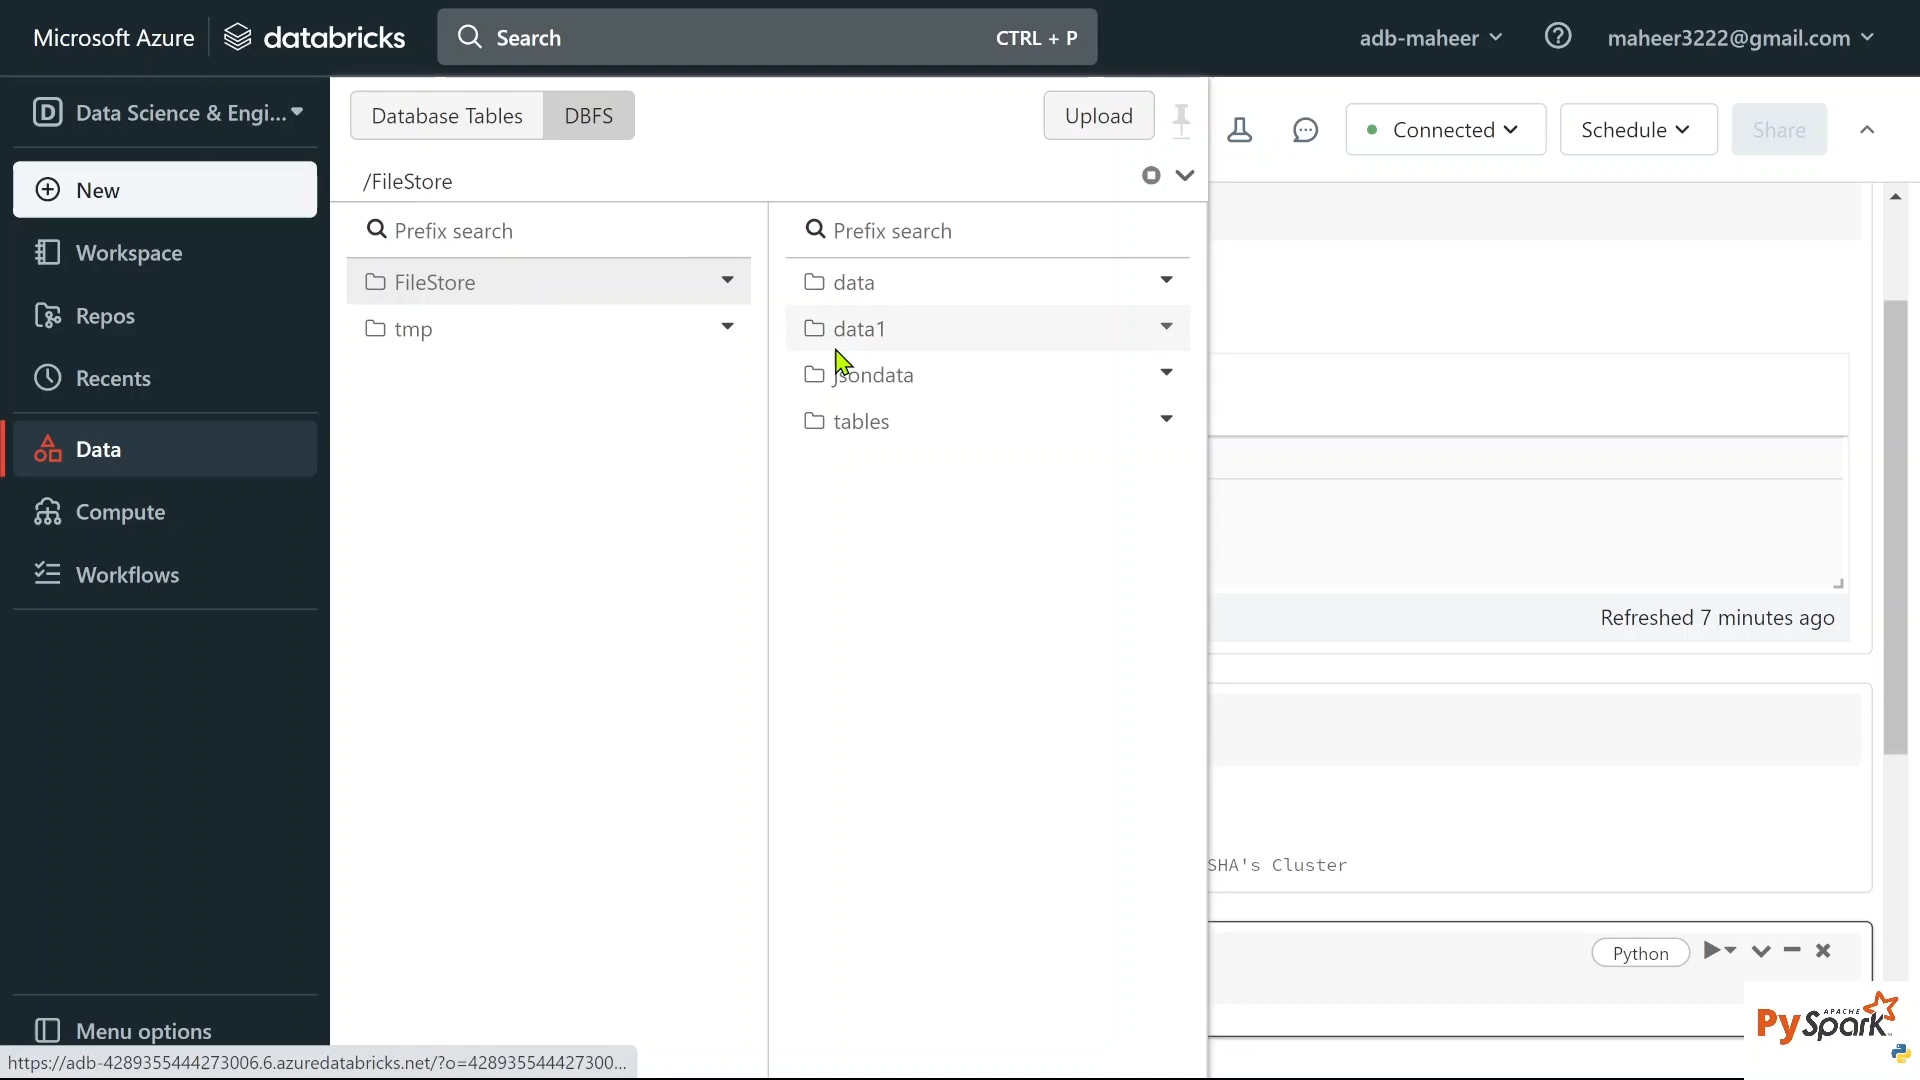 Microsoft Azure
databricks
Search
CTRL + P
adb-maheer
maheer3222@gmail.com
D
Data Science & Engi...
New
Workspace
Repos
Recents
Data
Compute
Workflows
Menu options
Database Tables
DBFS
Upload
/FileStore
Prefix search
FileStore
tmp
Prefix search
data
data1
jsondata
tables
Connected
Schedule
Share
Refreshed 7 minutes ago
SHA's Cluster
Python
APACHE
PySpark
https://adb-4289355444273006.6.azuredatabricks.net/?o=428935544427300...